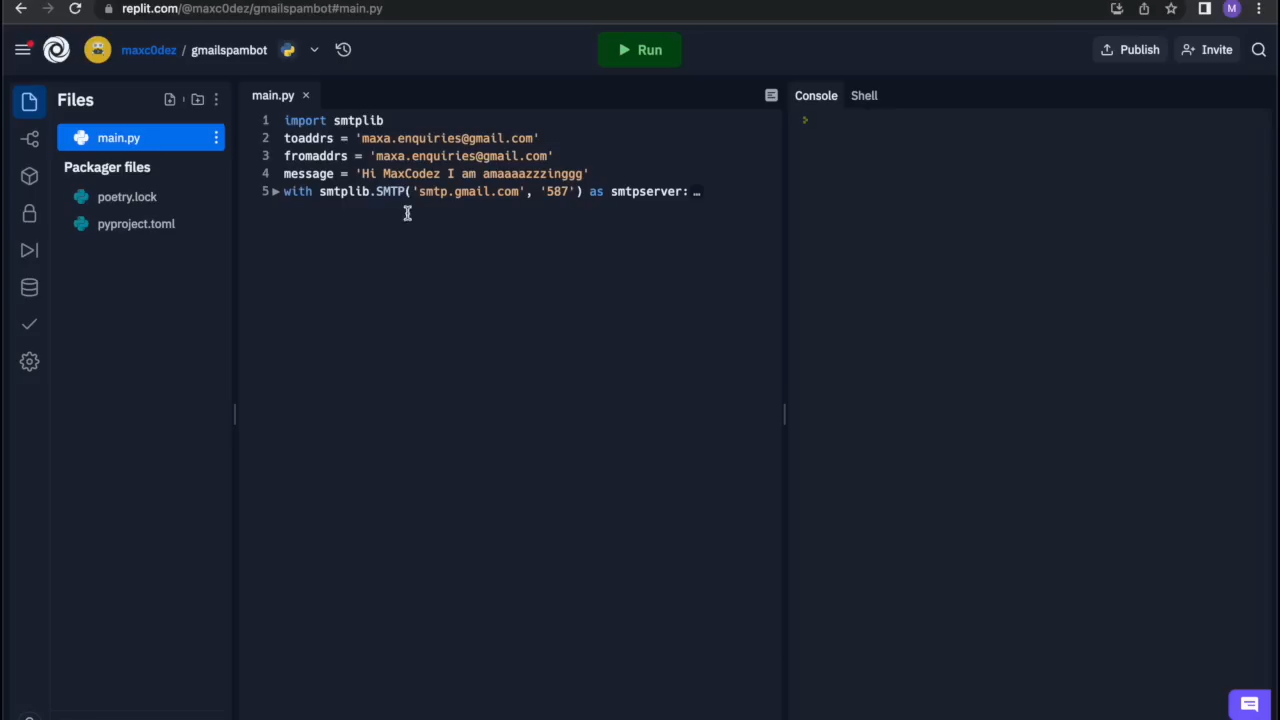 replit.com/@maxc0dez/gmailspambot#main.py
M
maxc0dez / gmailspambot
Run
Publish
Invite
Files
main.py
Packager files
poetry.lock
pyproject.toml
main.py ×
1 import smtplib
2 toaddrs = 'maxa.enquiries@gmail.com'
3 fromaddrs = 'maxa.enquiries@gmail.com'
4 message = 'Hi MaxCodez I am amaaaazzzinggg'
5 with smtplib.SMTP('smtp.gmail.com', '587') as smtpserver: …
Console Shell
>